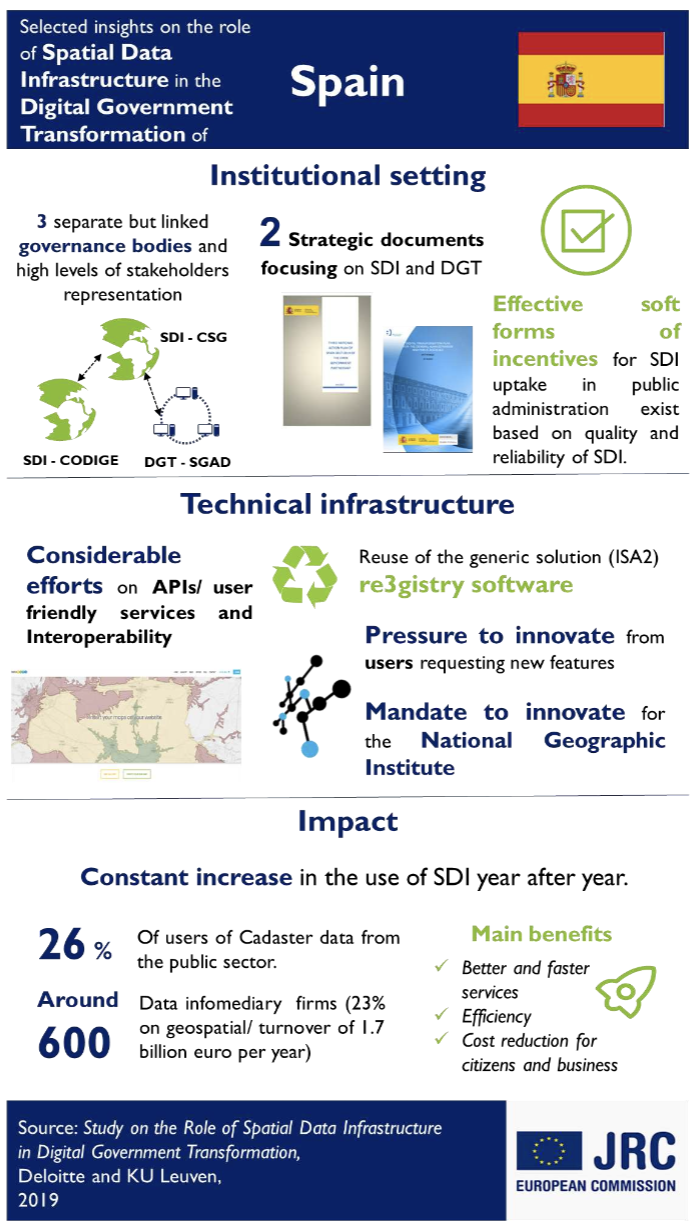 Selected insights on the role
of Spatial Data
Infrastructure in the
Digital Government
Transformation of
Spain
Institutional setting
3 separate but linked
governance bodies and
high levels of stakeholders
representation
SDI - CSG
SDI - CODIGE
DGT - SGAD
2 Strategic documents
focusing on SDI and DGT
Effective soft
forms of
incentives for SDI
uptake in public
administration exist
based on quality and
reliability of SDI.
Technical infrastructure
Considerable
efforts on APIs/ user
friendly services and
Interoperability
Reuse of the generic solution (ISA2)
re3gistry software
Pressure to innovate from
users requesting new features
Mandate to innovate for
the National Geographic
Institute
Impact
Constant increase in the use of SDI year after year.
26 %
Of users of Cadaster data from
the public sector.
Around
600
Data infomediary firms (23%
on geospatial/ turnover of 1.7
billion euro per year)
Main benefits
✓ Better and faster
services
✓ Efficiency
✓ Cost reduction for
citizens and business
Source: Study on the Role of Spatial Data Infrastructure
in Digital Government Transformation,
Deloitte and KU Leuven,
2019
JRC
EUROPEAN COMMISSION